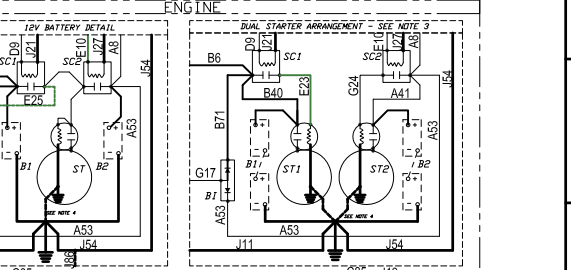 ENGINE
12V BATTERY DETAIL
DUAL STARTER ARRANGEMENT - SEE NOTE 3
D9
J21
E10
J27
A8
SC1
SC2
J54
E25
A53
B1
ST
B2
SEE NOTE 4
A53
J54
J86
B6
D9
J21
SC1
E10
J27
A8
SC2
J54
B40
E23
G24
A41
B71
A53
B1
ST1
ST2
B2
G17
BI
A53
SEE NOTE 4
A53
J11
J54